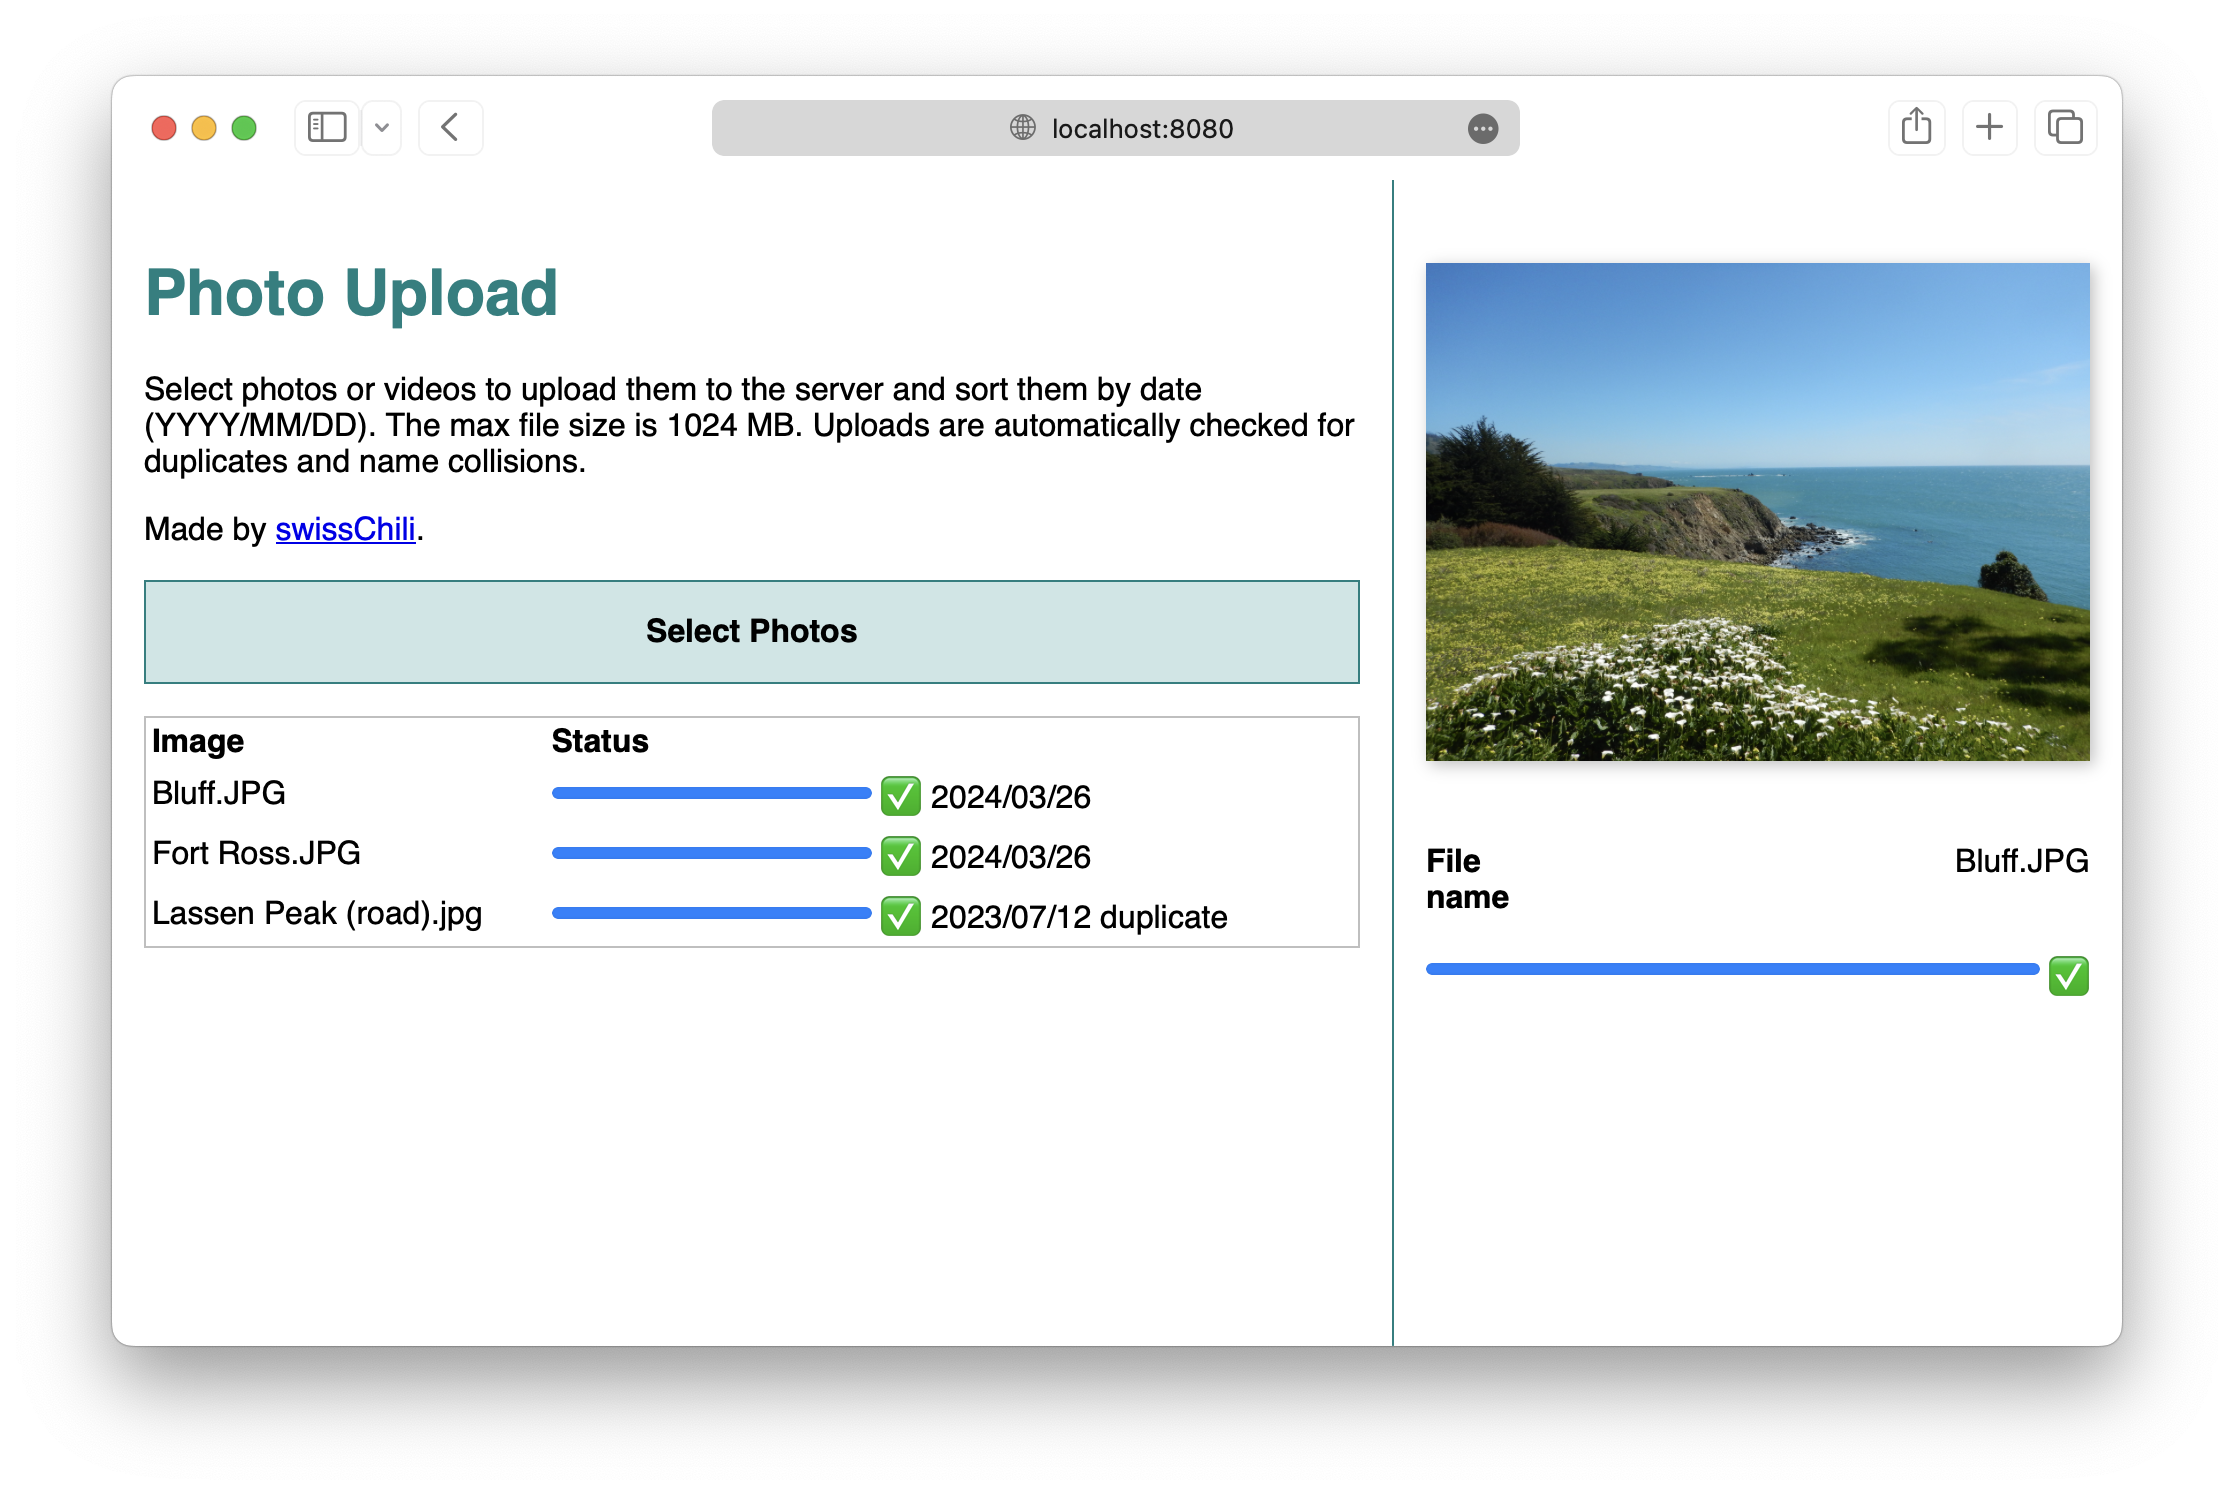 localhost:8080
Photo Upload
Select photos or videos to upload them to the server and sort them by date
(YYYY/MM/DD). The max file size is 1024 MB. Uploads are automatically checked for
duplicates and name collisions.
Made by swissChili.
Select Photos
Image Status
Bluff.JPG 2024/03/26
Fort Ross.JPG 2024/03/26
Lassen Peak (road).jpg 2023/07/12 duplicate
File Bluff.JPG
name